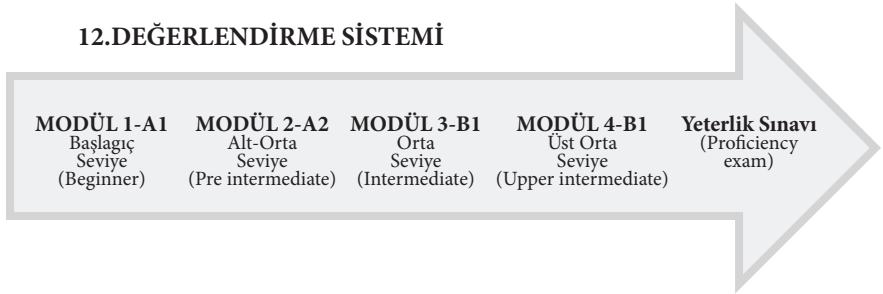 12.DEĞERLENDİRME SİSTEMİ
MODÜL 1-A1
Başlagıç
Seviye
(Beginner)
MODÜL 2-A2
Alt-Orta
Seviye
(Pre intermediate)
MODÜL 3-B1
Orta
Seviye
(Intermediate)
MODÜL 4-B1
Üst Orta
Seviye
(Upper intermediate)
Yeterlik Sınavı
(Proficiency
exam)